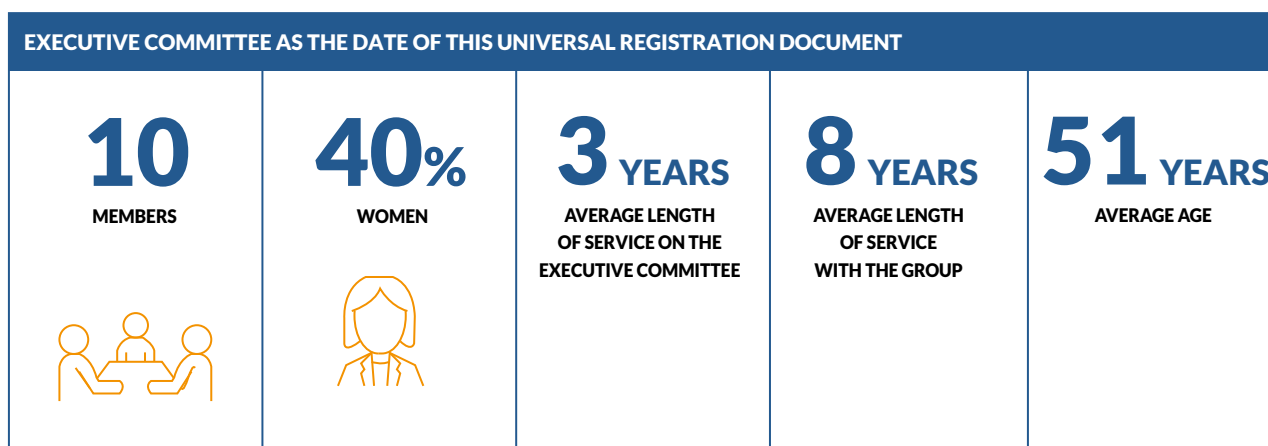 EXECUTIVE COMMITTEE AS THE DATE OF THIS UNIVERSAL REGISTRATION DOCUMENT
10
MEMBERS
40%
WOMEN
3 YEARS
AVERAGE LENGTH
OF SERVICE ON THE
EXECUTIVE COMMITTEE
8 YEARS
AVERAGE LENGTH
OF SERVICE
WITH THE GROUP
51 YEARS
AVERAGE AGE